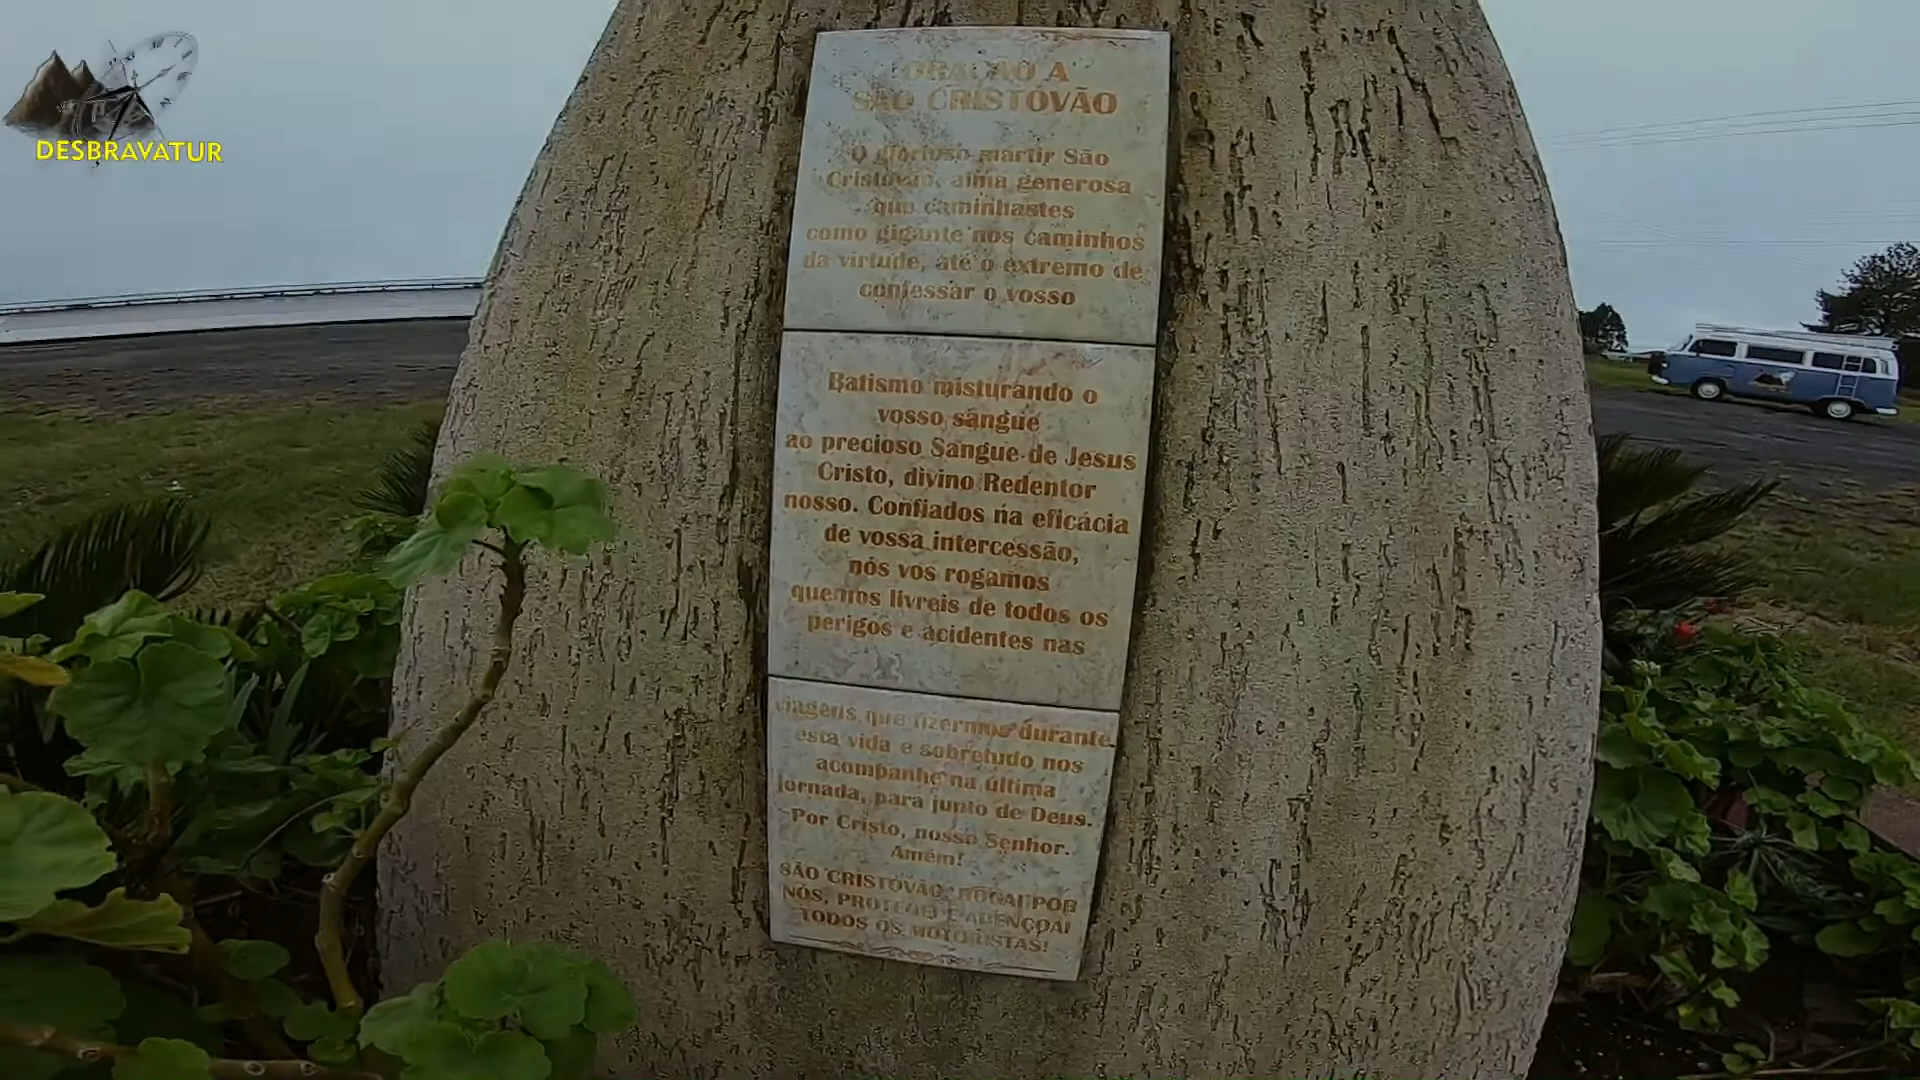 DESBRAVATUR
ORAÇÃO A
SÃO CRISTÓVÃO
O glorioso martir São
Cristóvão, alma generosa
que caminhastes
como gigante nos caminhos
da virtude, até o extremo de
confessar o vosso
Batismo misturando o
vosso sangue
ao precioso Sangue de Jesus
Cristo, divino Redentor
nosso. Confiados na eficácia
de vossa intercessão,
nós vos rogamos
que nos livreis de todos os
perigos e acidentes nas
viagens que fizermos durante
esta vida e sobretudo nos
acompanhe na última
jornada, para junto de Deus.
Por Cristo, nosso Senhor.
Amém!
SÃO CRISTÓVÃO, ROGAI POR
NÓS, PROTEGEI E ABENÇOAI
TODOS OS MOTORISTAS!